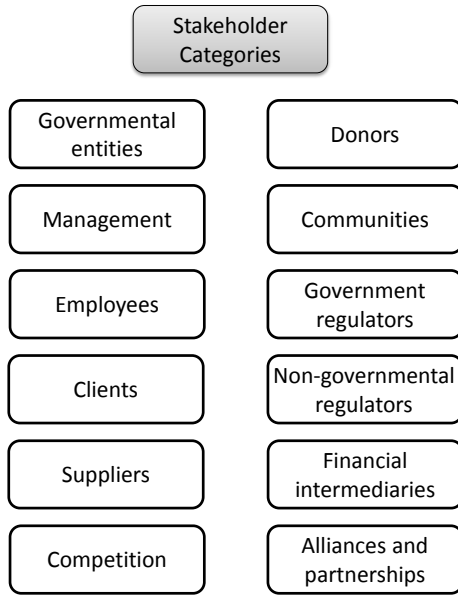 Stakeholder
Categories
Governmental
entities
Management
Employees
Clients
Suppliers
Competition
Donors
Communities
Government
regulators
Non-governmental
regulators
Financial
intermediaries
Alliances and
partnerships